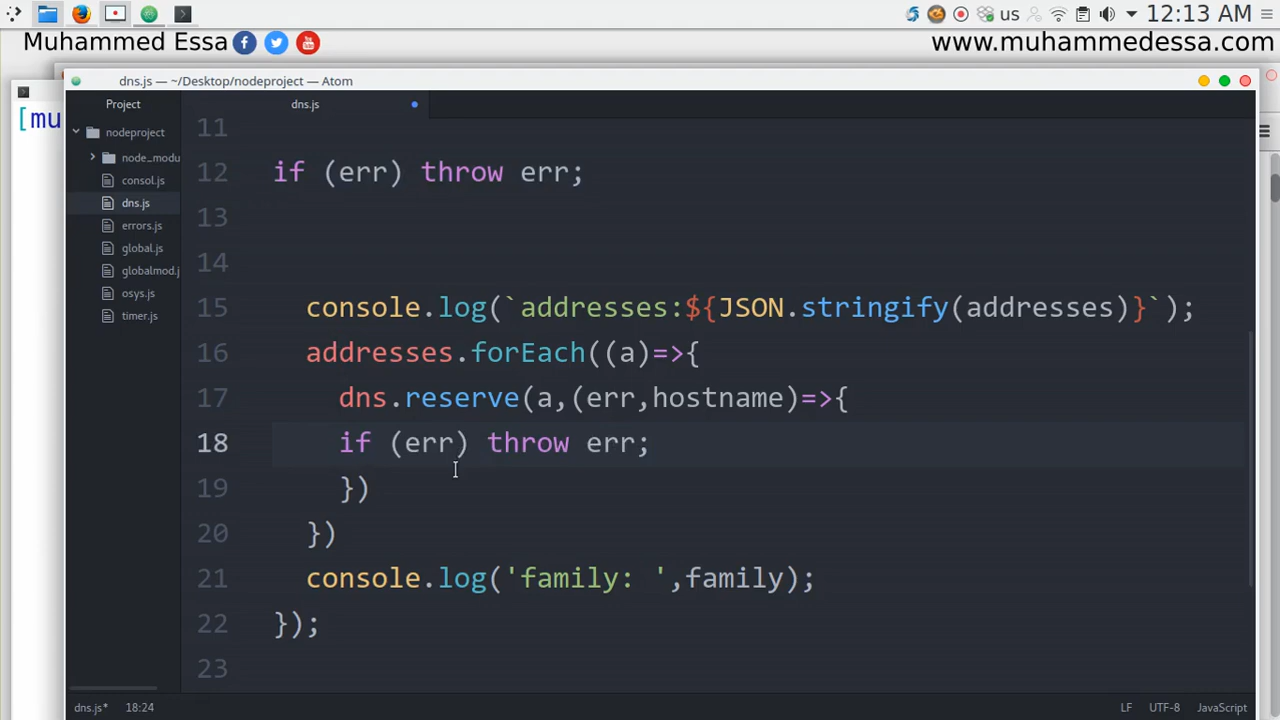 us
12:13 AM
Muhammed Essa
www.muhammedessa.com
dns.js — ~/Desktop/nodeproject — Atom
[mu
Project
dns.js
nodeproject
node_modu
consol.js
dns.js
errors.js
global.js
globalmod.j
osys.js
timer.js
11
12 if (err) throw err;
13
14
15 console.log(`addresses:${JSON.stringify(addresses)}`);
16 addresses.forEach((a)=>{
17 dns.reserve(a,(err,hostname)=>{
18 if (err) throw err;
19 })
20 })
21 console.log('family: ',family);
22 });
23
dns.js* 18:24 LF UTF-8 JavaScript